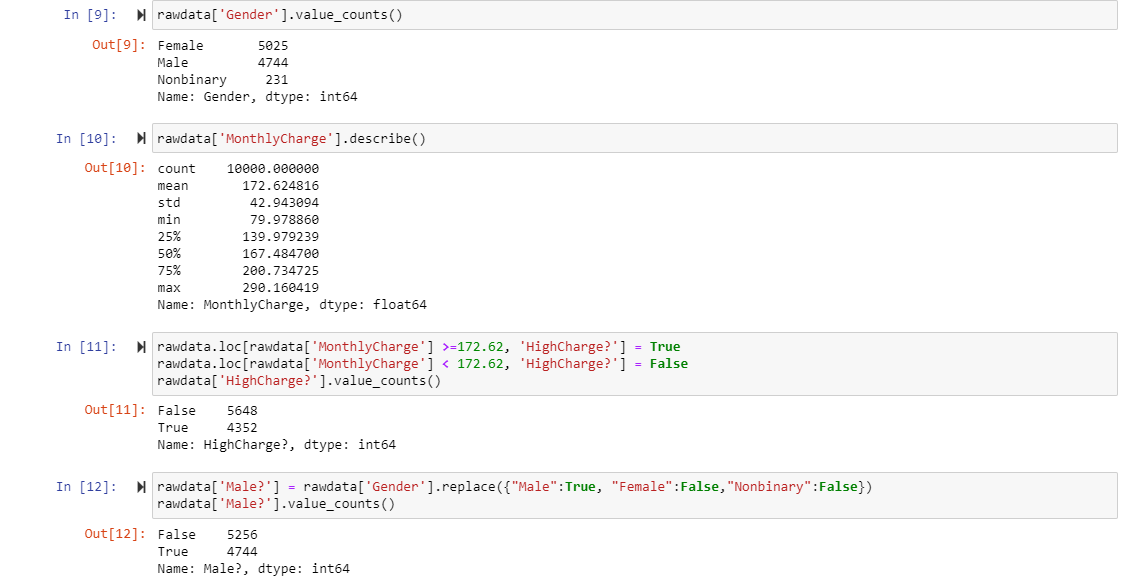 In [9]: rawdata['Gender'].value_counts()
Out[9]: Female 5025
Male 4744
Nonbinary 231
Name: Gender, dtype: int64
In [10]: rawdata['MonthlyCharge'].describe()
Out[10]: count 10000.000000
mean 172.624816
std 42.943094
min 79.978860
25% 139.979239
50% 167.484700
75% 200.734725
max 290.160419
Name: MonthlyCharge, dtype: float64
In [11]: rawdata.loc[rawdata['MonthlyCharge'] >=172.62, 'HighCharge?'] = True
rawdata.loc[rawdata['MonthlyCharge'] < 172.62, 'HighCharge?'] = False
rawdata['HighCharge?'].value_counts()
Out[11]: False 5648
True 4352
Name: HighCharge?, dtype: int64
In [12]: rawdata['Male?'] = rawdata['Gender'].replace({"Male":True, "Female":False,"Nonbinary":False})
rawdata['Male?'].value_counts()
Out[12]: False 5256
True 4744
Name: Male?, dtype: int64